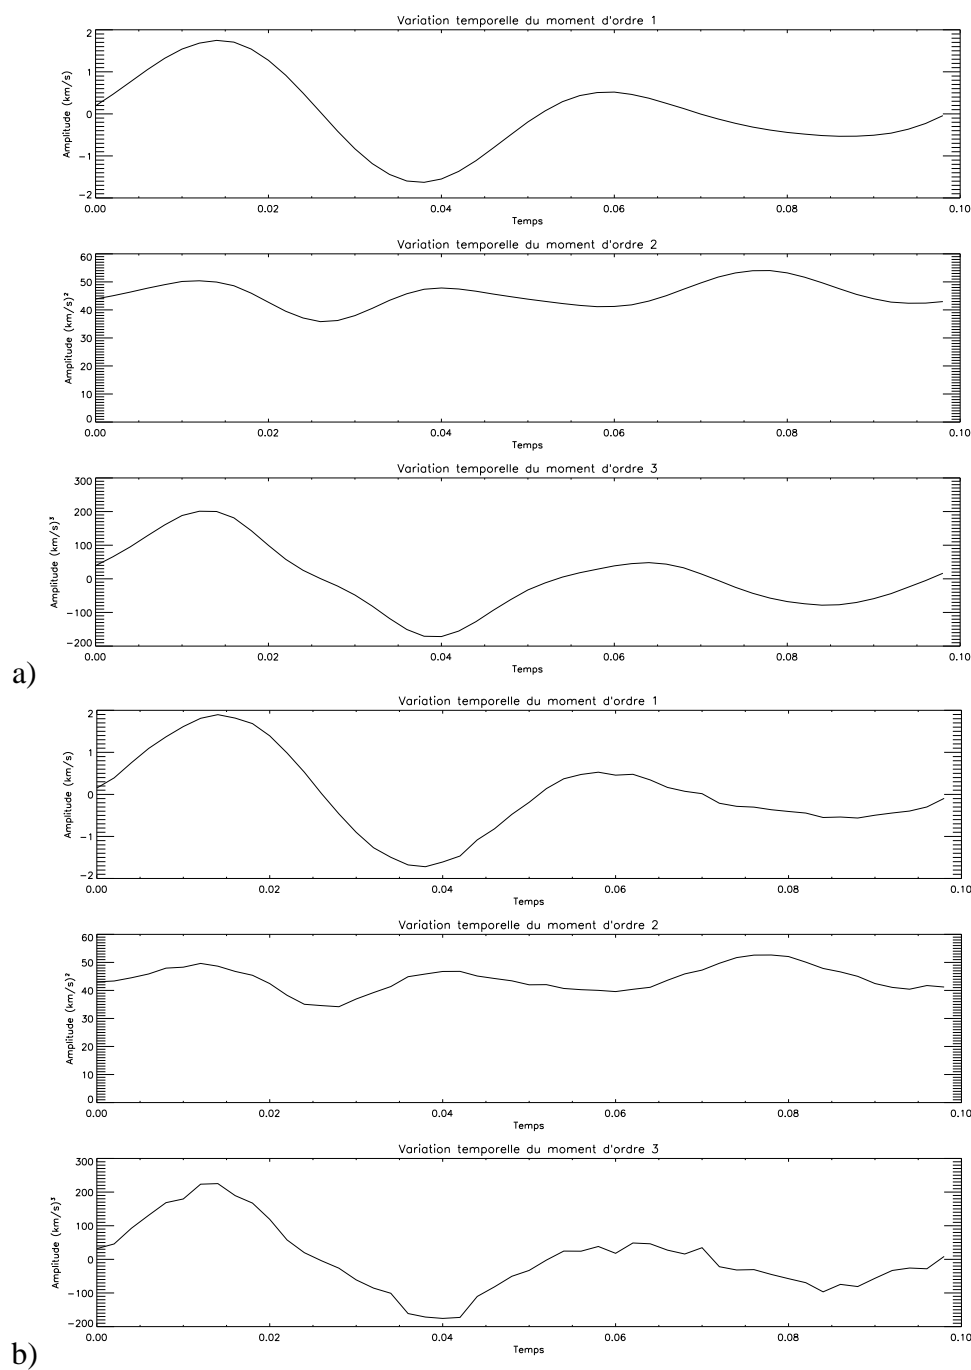 a)
Variation temporelle du moment d'ordre 1
Amplitude (km/s)
2
1
0
−1
−2
0.00 0.02 0.04 0.06 0.08 0.10
Temps
Variation temporelle du moment d'ordre 2
Amplitude (km/s)²
60
50
40
30
20
10
0
0.00 0.02 0.04 0.06 0.08 0.10
Temps
Variation temporelle du moment d'ordre 3
Amplitude (km/s)³
300
200
100
0
−100
−200
0.00 0.02 0.04 0.06 0.08 0.10
Temps
b)
Variation temporelle du moment d'ordre 1
Amplitude (km/s)
2
1
0
−1
−2
0.00 0.02 0.04 0.06 0.08 0.10
Temps
Variation temporelle du moment d'ordre 2
Amplitude (km/s)²
60
50
40
30
20
10
0
0.00 0.02 0.04 0.06 0.08 0.10
Temps
Variation temporelle du moment d'ordre 3
Amplitude (km/s)³
300
200
100
0
−100
−200
0.00 0.02 0.04 0.06 0.08 0.10
Temps